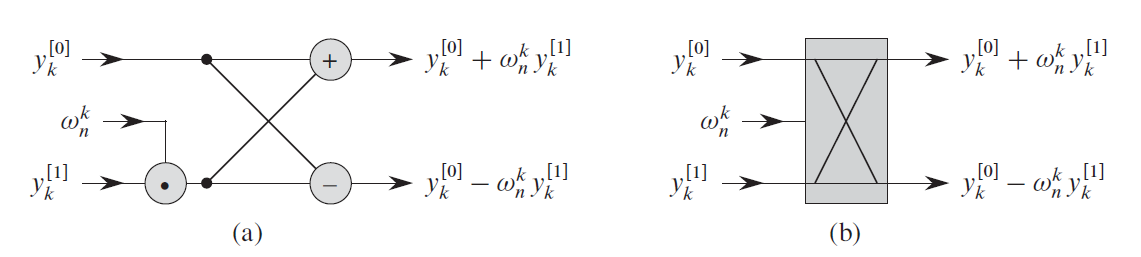 y_k^{[0]} + y_k^{[0]} + ω_n^k y_k^{[1]} y_k^{[0]} y_k^{[0]} + ω_n^k y_k^{[1]}
ω_n^k ω_n^k
y_k^{[1]} • − y_k^{[0]} − ω_n^k y_k^{[1]} y_k^{[1]} y_k^{[0]} − ω_n^k y_k^{[1]}
(a) (b)